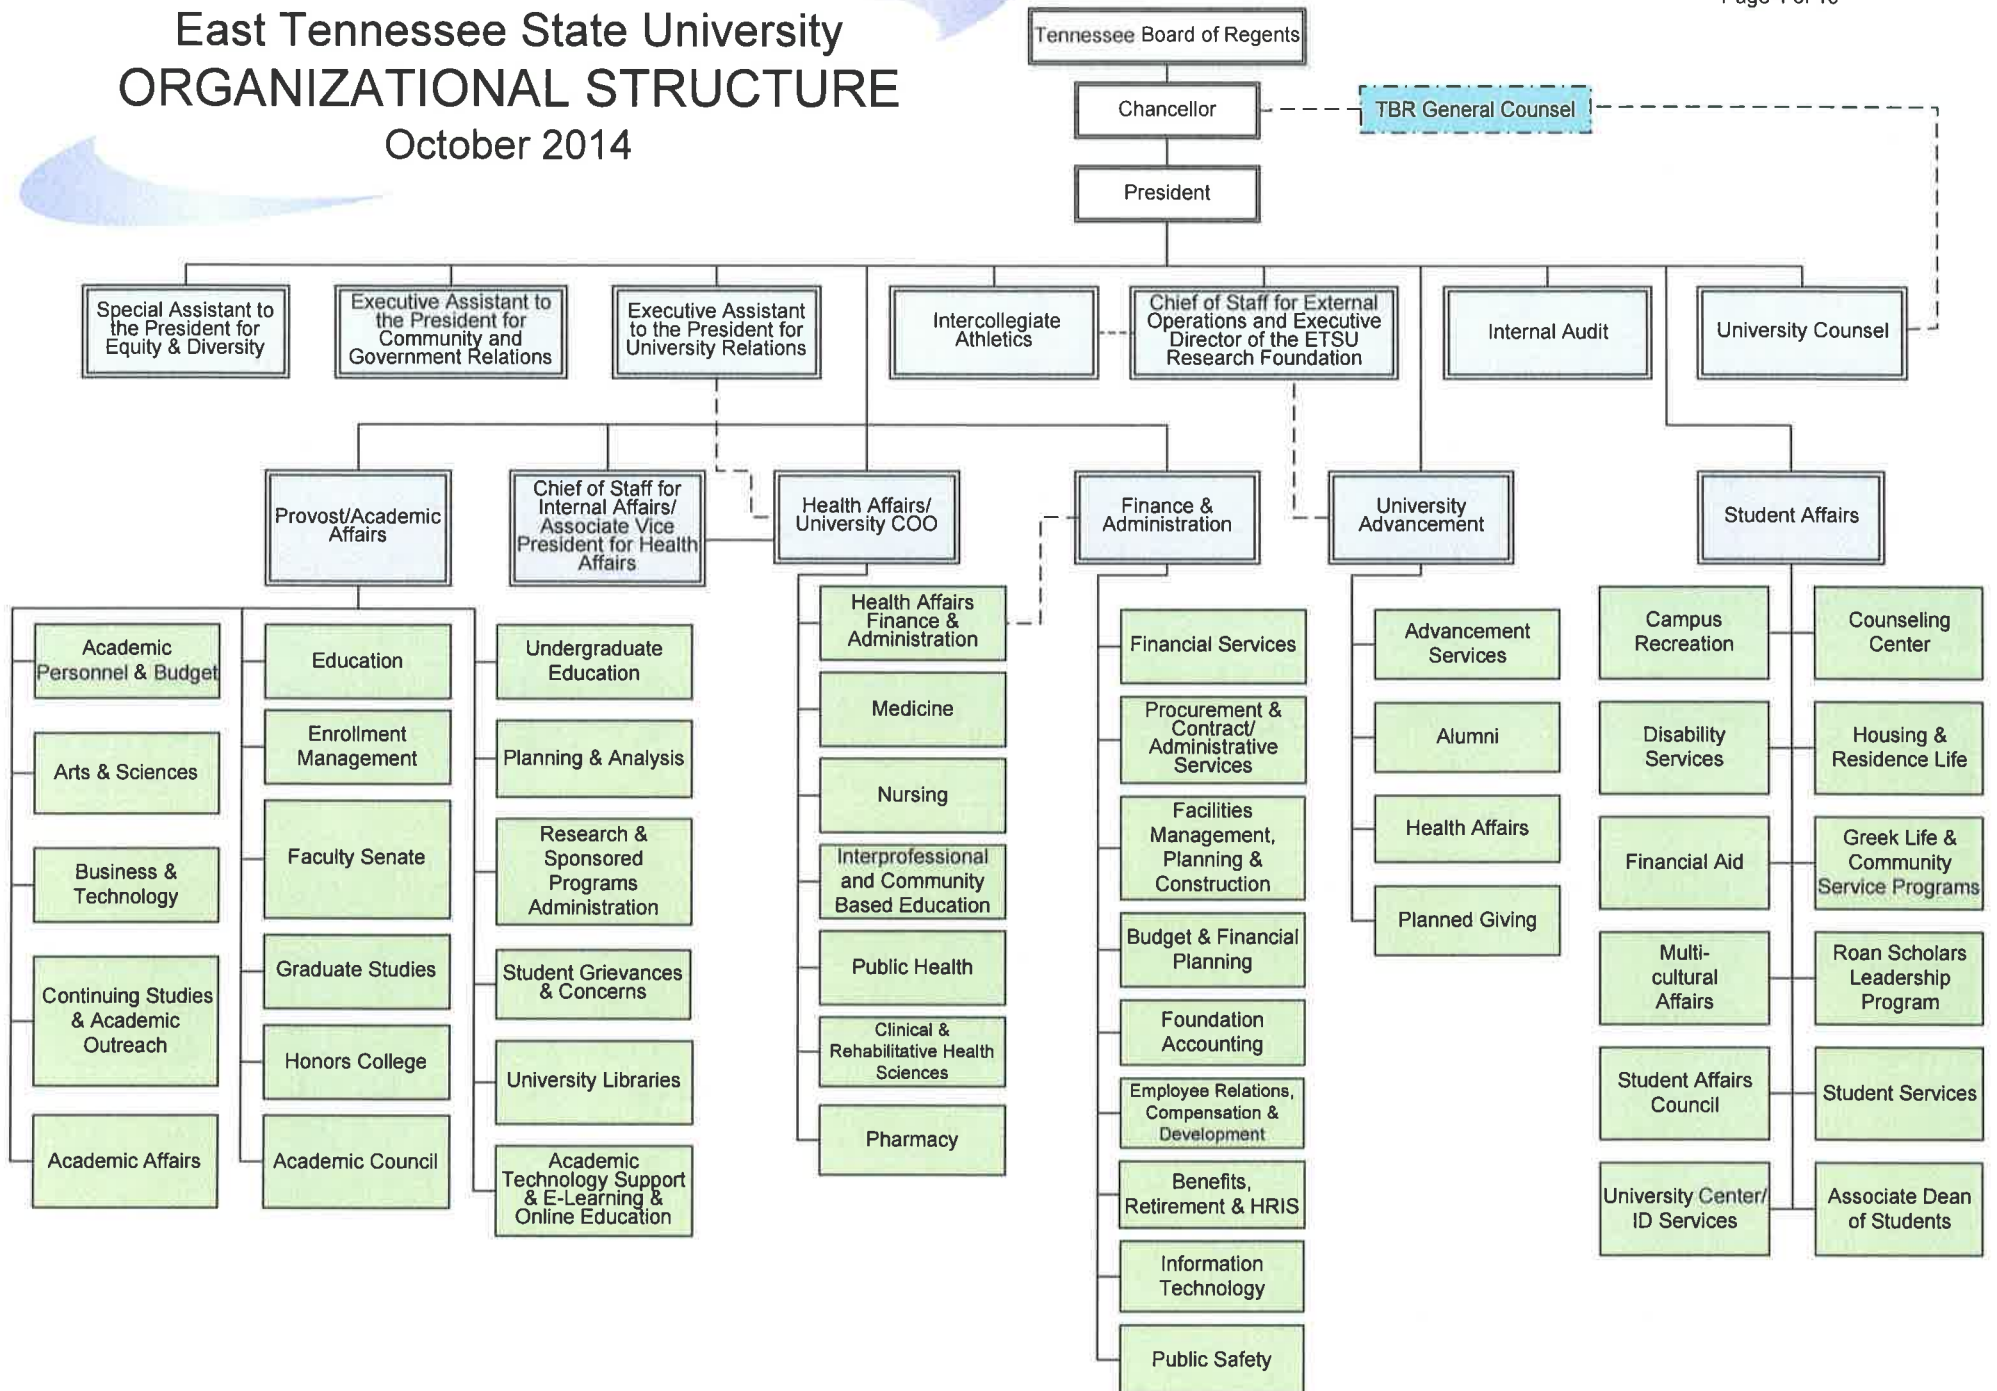 East Tennessee State University
ORGANIZATIONAL STRUCTURE
October 2014
Tennessee Board of Regents
Chancellor
TBR General Counsel
President
Special Assistant to
the President for
Equity & Diversity
Executive Assistant to
the President for
Community and
Government Relations
Executive Assistant
to the President for
University Relations
Intercollegiate
Athletics
Chief of Staff for External
Operations and Executive
Director of the ETSU
Research Foundation
Internal Audit
University Counsel
Provost/Academic
Affairs
Chief of Staff for
Internal Affairs/
Associate Vice
President for Health
Affairs
Health Affairs/
University COO
Finance &
Administration
University
Advancement
Student Affairs
Academic
Personnel & Budget
Arts & Sciences
Business &
Technology
Continuing Studies
& Academic
Outreach
Academic Affairs
Education
Enrollment
Management
Faculty Senate
Graduate Studies
Honors College
Academic Council
Undergraduate
Education
Planning & Analysis
Research &
Sponsored
Programs
Administration
Student Grievances
& Concerns
University Libraries
Academic
Technology Support
& E-Learning &
Online Education
Health Affairs
Finance &
Administration
Medicine
Nursing
Interprofessional
and Community
Based Education
Public Health
Clinical &
Rehabilitative Health
Sciences
Pharmacy
Financial Services
Procurement &
Contract/
Administrative
Services
Facilities
Management,
Planning &
Construction
Budget & Financial
Planning
Foundation
Accounting
Employee Relations,
Compensation &
Development
Benefits,
Retirement & HRIS
Information
Technology
Public Safety
Advancement
Services
Alumni
Health Affairs
Planned Giving
Campus
Recreation
Disability
Services
Financial Aid
Multi-
cultural
Affairs
Student Affairs
Council
University Center/
ID Services
Counseling
Center
Housing &
Residence Life
Greek Life &
Community
Service Programs
Roan Scholars
Leadership
Program
Student Services
Associate Dean
of Students